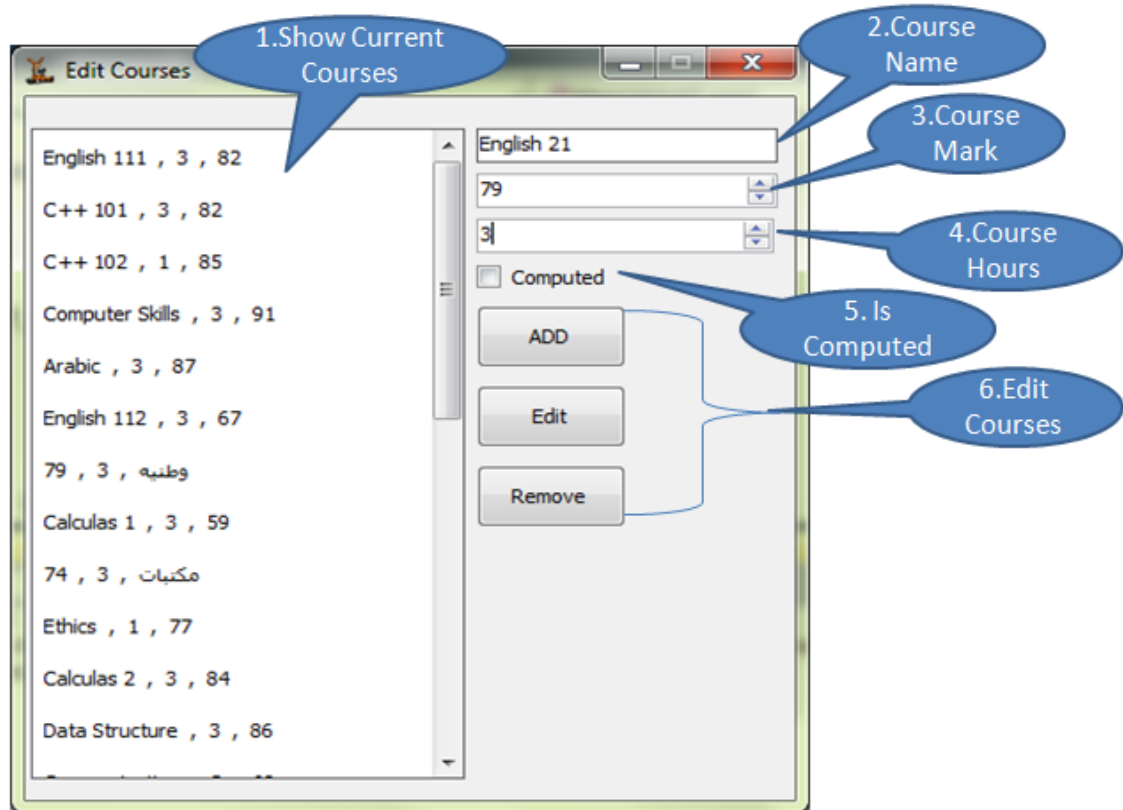 1.Show Current
Courses
2.Course
Name
Edit Courses
3.Course
Mark
English 21
English 111 , 3 , 82
79
C++ 101 , 3 , 82
3
4.Course
Hours
C++ 102 , 1 , 85
Computed
Computer Skills , 3 , 91
5. Is
Computed
ADD
Arabic , 3 , 87
6.Edit
Courses
English 112 , 3 , 67
Edit
وطنيه , 3 , 79
Remove
Calculas 1 , 3 , 59
مكتبات , 3 , 74
Ethics , 1 , 77
Calculas 2 , 3 , 84
Data Structure , 3 , 86